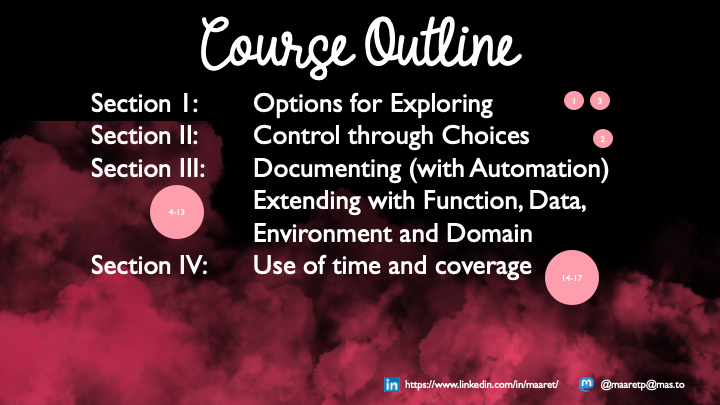 Course Outline
Section 1: Options for Exploring 1 3
Section II: Control through Choices 2
Section III: Documenting (with Automation)
4-13 Extending with Function, Data,
Environment and Domain
Section IV: Use of time and coverage 14-17
in https://www.linkedin.com/in/maaret/ m @maaretp@mas.to